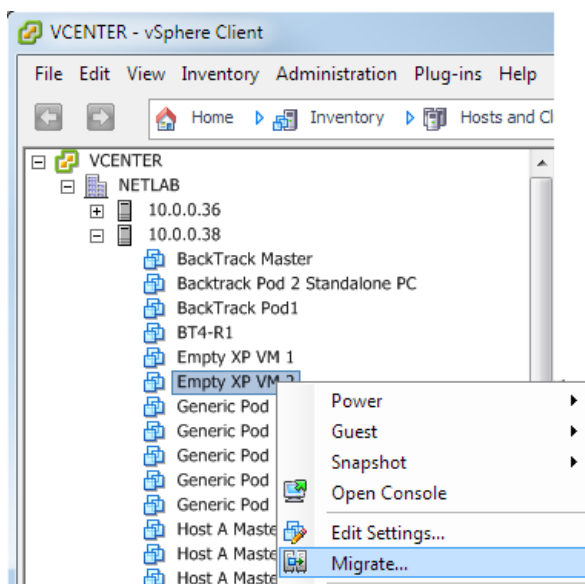 VCENTER - vSphere Client
File Edit View Inventory Administration Plug-ins Help
Home Inventory Hosts and Cl
VCENTER
NETLAB
10.0.0.36
10.0.0.38
BackTrack Master
Backtrack Pod 2 Standalone PC
BackTrack Pod1
BT4-R1
Empty XP VM 1
Empty XP VM 2
Generic Pod
Generic Pod
Generic Pod
Generic Pod
Generic Pod
Host A Maste
Host A Maste
Host A Maste
Power
Guest
Snapshot
Open Console
Edit Settings...
Migrate...